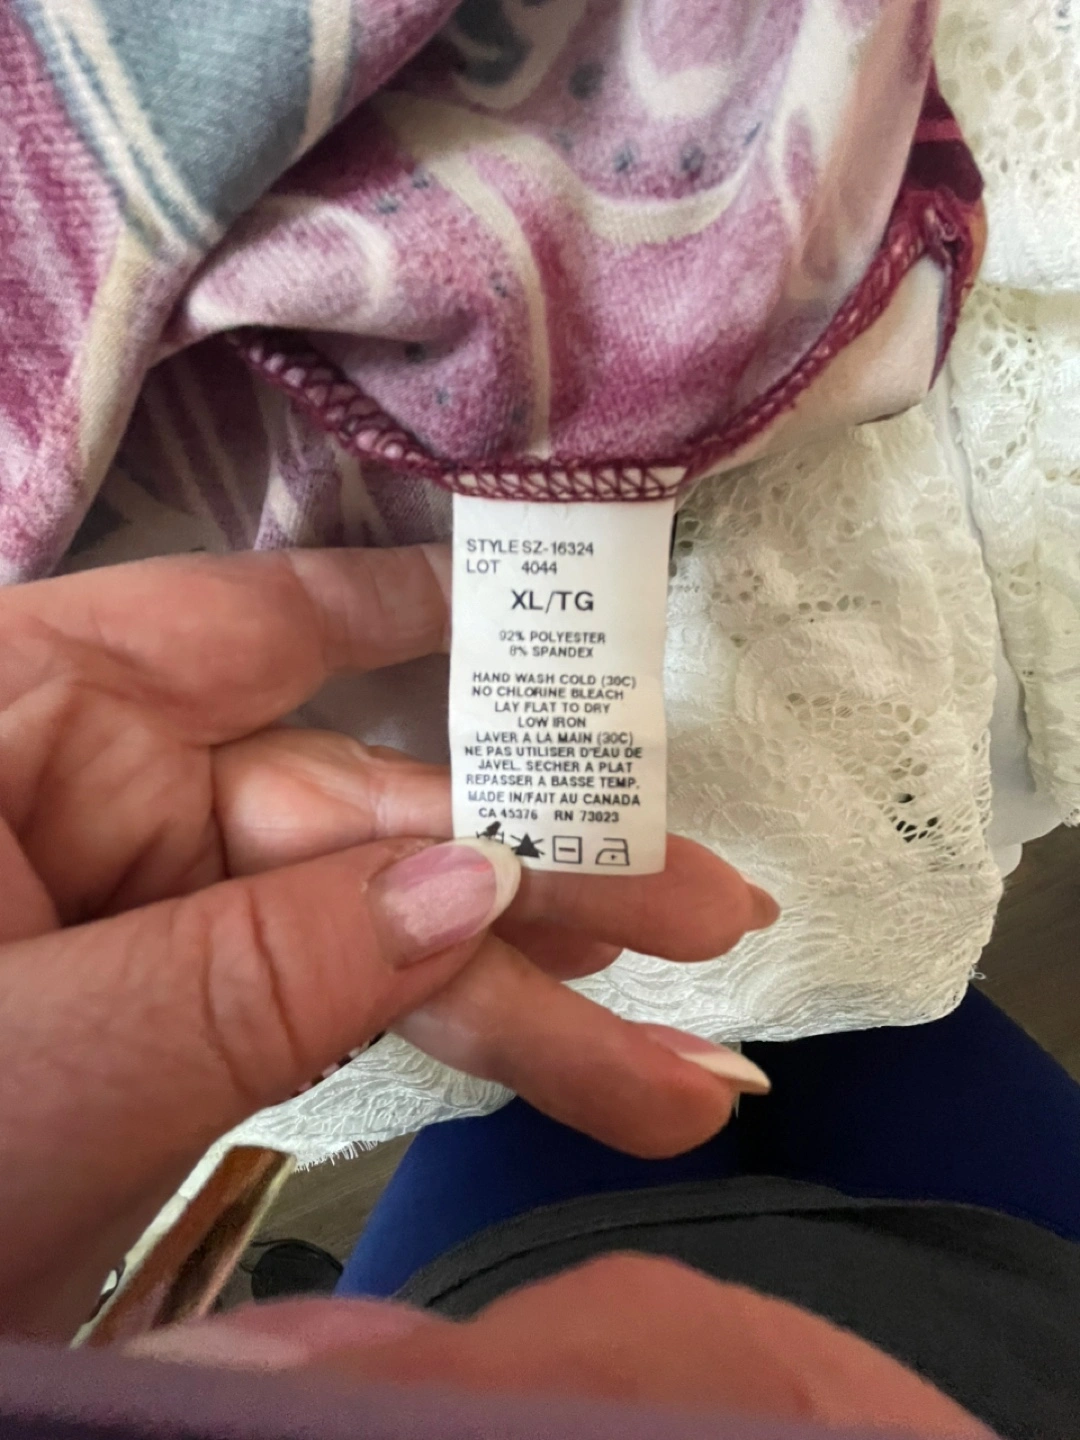 STYLE SZ-16324
LOT 4044
XL/TG
92% POLYESTER
8% SPANDEX
HAND WASH COLD (30C)
NO CHLORINE BLEACH
LAY FLAT TO DRY
LOW IRON
LAVER A LA MAIN (30C)
NE PAS UTILISER D'EAU DE
JAVEL. SECHER A PLAT
REPASSER A BASSE TEMP.
MADE IN/FAIT AU CANADA
CA 45376 RN 73023